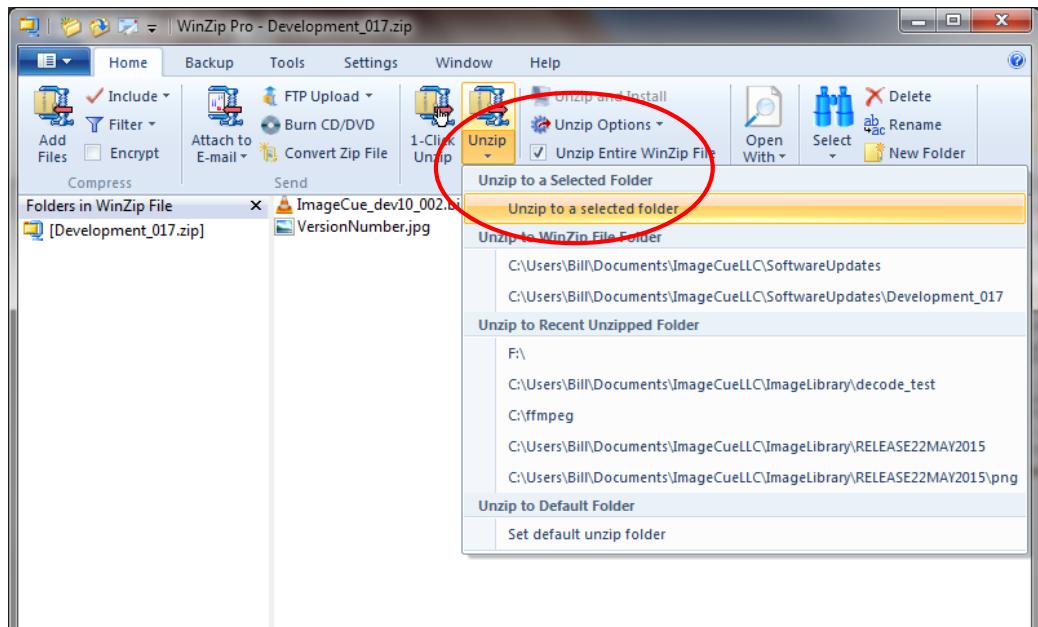 WinZip Pro - Development_017.zip
Home Backup Tools Settings Window Help
Add Files
Include
Filter
Encrypt
Compress
Attach to E-mail
FTP Upload
Burn CD/DVD
Convert Zip File
Send
1-Click Unzip
Unzip
Unzip and Install
Unzip Options
Unzip Entire WinZip File
Open With
Select
Delete
ab ac Rename
New Folder
Folders in WinZip File X
[Development_017.zip]
ImageCue_dev10_002.bi
VersionNumber.jpg
Unzip to a Selected Folder
Unzip to a selected folder
Unzip to WinZip File Folder
C:\Users\Bill\Documents\ImageCueLLC\SoftwareUpdates
C:\Users\Bill\Documents\ImageCueLLC\SoftwareUpdates\Development_017
Unzip to Recent Unzipped Folder
F:\
C:\Users\Bill\Documents\ImageCueLLC\ImageLibrary\decode_test
C:\ffmpeg
C:\Users\Bill\Documents\ImageCueLLC\ImageLibrary\RELEASE22MAY2015
C:\Users\Bill\Documents\ImageCueLLC\ImageLibrary\RELEASE22MAY2015\png
Unzip to Default Folder
Set default unzip folder